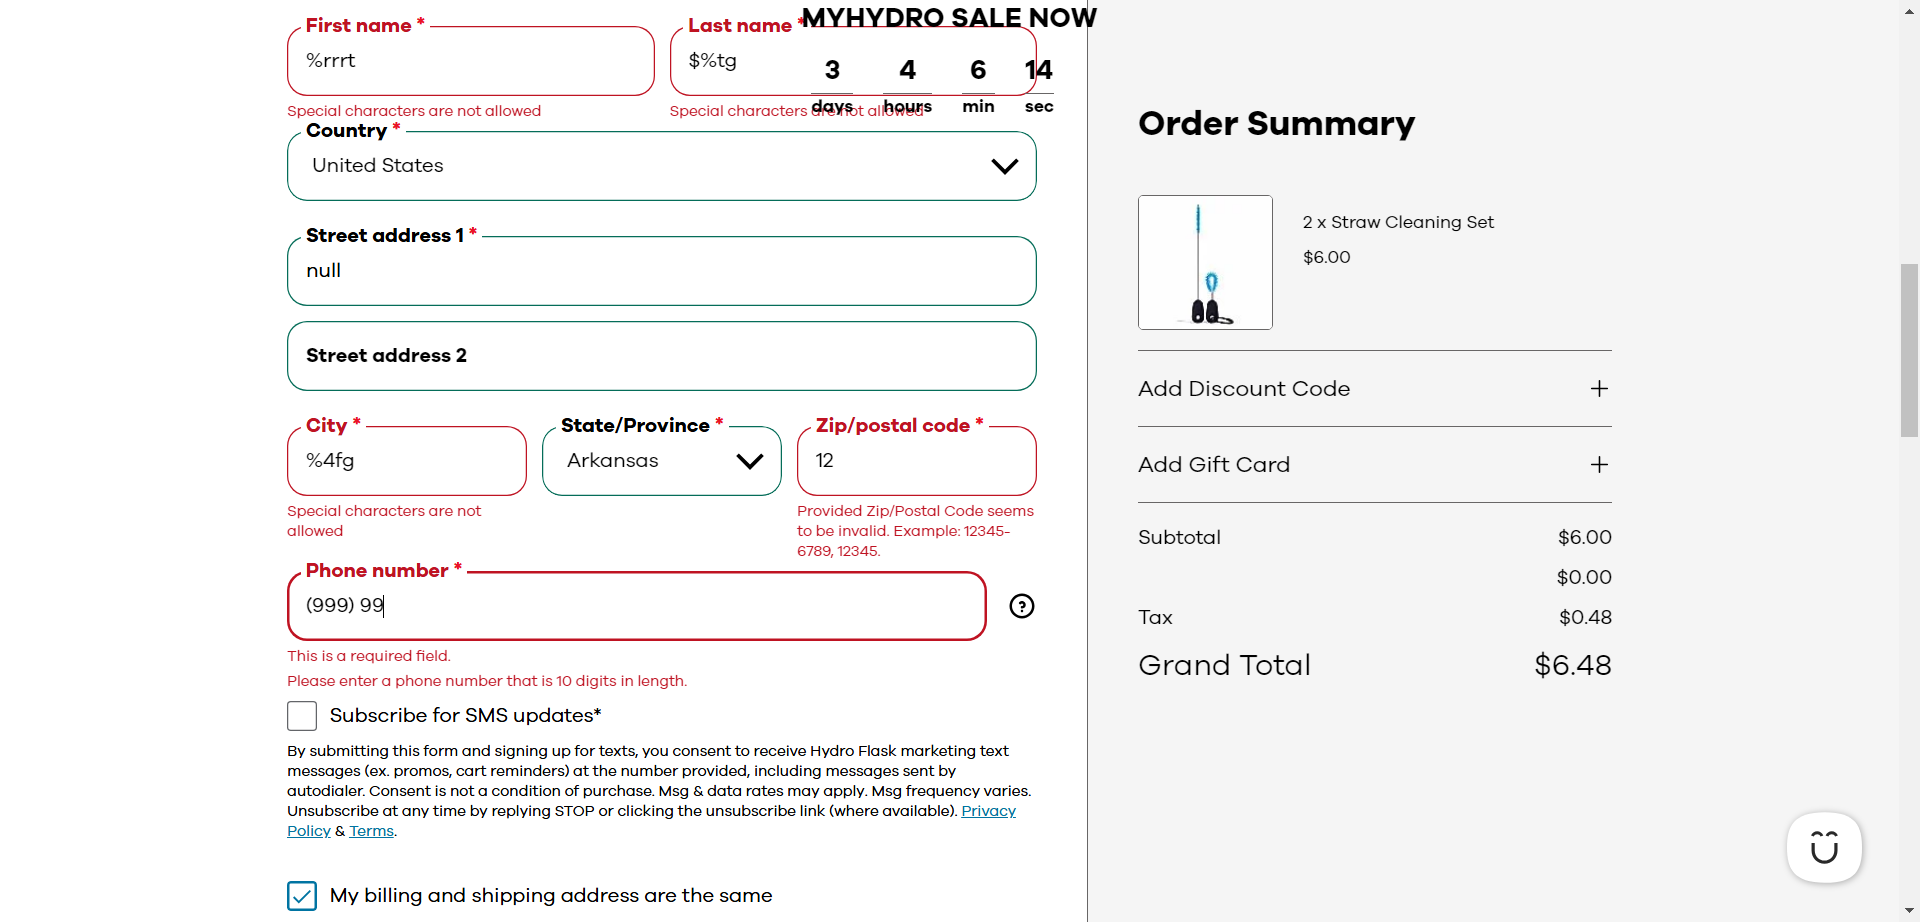 MYHYDRO SALE NOW
First name *
%rrrt
Special characters are not allowed
Last name *
$%tg
Special characters are not allowed
3 4 6 14
days hours min sec
Country *
United States
Street address 1 *
null
Street address 2
City *
%4fg
Special characters are not
allowed
State/Province *
Arkansas
Zip/postal code *
12
Provided Zip/Postal Code seems
to be invalid. Example: 12345-
6789, 12345.
Phone number *
(999) 99
?
This is a required field.
Please enter a phone number that is 10 digits in length.
Subscribe for SMS updates*
By submitting this form and signing up for texts, you consent to receive Hydro Flask marketing text
messages (ex. promos, cart reminders) at the number provided, including messages sent by
autodialer. Consent is not a condition of purchase. Msg & data rates may apply. Msg frequency varies.
Unsubscribe at any time by replying STOP or clicking the unsubscribe link (where available). Privacy
Policy & Terms.
My billing and shipping address are the same
Order Summary
2 x Straw Cleaning Set
$6.00
Add Discount Code +
Add Gift Card +
Subtotal $6.00
$0.00
Tax $0.48
Grand Total $6.48